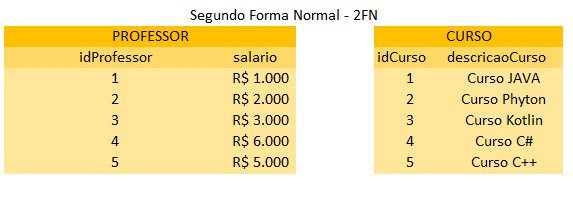 Segundo Forma Normal - 2FN
PROFESSOR CURSO
idProfessor salario idCurso descricaoCurso
1 R$ 1.000 1 Curso JAVA
2 R$ 2.000 2 Curso Phyton
3 R$ 3.000 3 Curso Kotlin
4 R$ 6.000 4 Curso C#
5 R$ 5.000 5 Curso C++